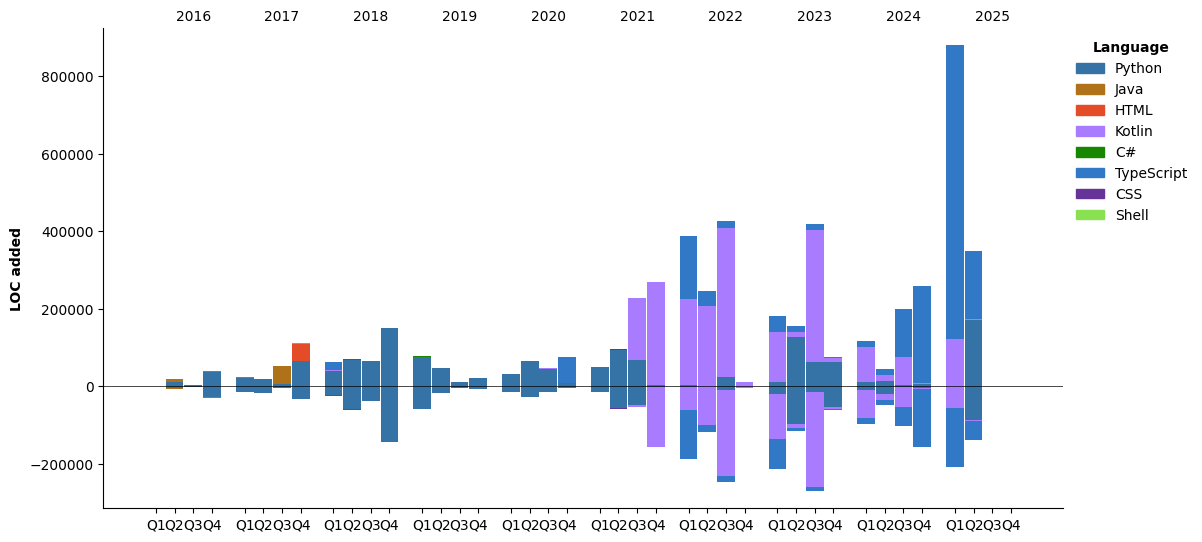 2016 2017 2018 2019 2020 2021 2022 2023 2024 2025
Language
Python
Java
HTML
Kotlin
C#
TypeScript
CSS
Shell
LOC added
800000
600000
400000
200000
0
−200000
Q1Q2Q3Q4 Q1Q2Q3Q4 Q1Q2Q3Q4 Q1Q2Q3Q4 Q1Q2Q3Q4 Q1Q2Q3Q4 Q1Q2Q3Q4 Q1Q2Q3Q4 Q1Q2Q3Q4 Q1Q2Q3Q4